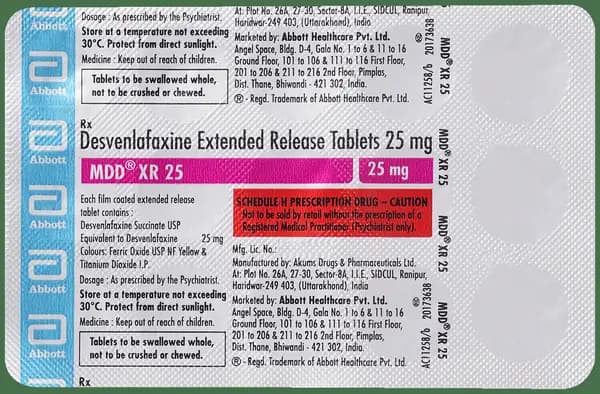 Dosage : As prescribed by the Psychiatrist.
Store at a temperature not exceeding
30°C. Protect from direct sunlight.
Medicine : Keep out of reach of children.
Tablets to be swallowed whole,
not to be crushed or chewed.
At: Plot No. 26A, 27-30, Sector-8A, I.I.E., SIDCUL, Ranipur,
Haridwar-249 403, (Uttarakhand), India
Marketed by: Abbott Healthcare Pvt. Ltd.
Angel Space, Bldg. D-4, Gala No. 1 to 6 & 11 to 16
Ground Floor, 101 to 106 & 111 to 116 First Floor,
201 to 206 & 211 to 216 2nd Floor, Pimplas,
Dist. Thane, Bhiwandi - 421 302, India.
® - Regd. Trademark of Abbott Healthcare Pvt. Ltd.
AC11258/b 20173638
MDD® XR 25
Abbott
Abbott
Abbott
Abbott
Abbott
Rx
Desvenlafaxine Extended Release Tablets 25 mg
MDD® XR 25
25 mg
MDD® XR 25
Each film coated extended release
tablet contains :
Desvenlafaxine Succinate USP
Equivalent to Desvenlafaxine 25 mg
Colours: Ferric Oxide USP NF Yellow &
Titanium Dioxide I.P.
Dosage : As prescribed by the Psychiatrist.
Store at a temperature not exceeding
30°C. Protect from direct sunlight.
Medicine : Keep out of reach of children.
Tablets to be swallowed whole,
not to be crushed or chewed.
SCHEDULE H PRESCRIPTION DRUG – CAUTION
Not to be sold by retail without the prescription of a
Registered Medical Practitioner (Psychiatrist only).
Mfg. Lic. No.:
Manufactured by: Akums Drugs & Pharmaceuticals Ltd.
At: Plot No. 26A, 27-30, Sector-8A, I.I.E., SIDCUL, Ranipur,
Haridwar-249 403, (Uttarakhand), India
Marketed by: Abbott Healthcare Pvt. Ltd.
Angel Space, Bldg. D-4, Gala No. 1 to 6 & 11 to 16
Ground Floor, 101 to 106 & 111 to 116 First Floor,
201 to 206 & 211 to 216 2nd Floor, Pimplas,
Dist. Thane, Bhiwandi - 421 302, India.
® - Regd. Trademark of Abbott Healthcare Pvt. Ltd.
AC11258/b 20173638
MDD® XR 25
MDD® XR 25
Rx